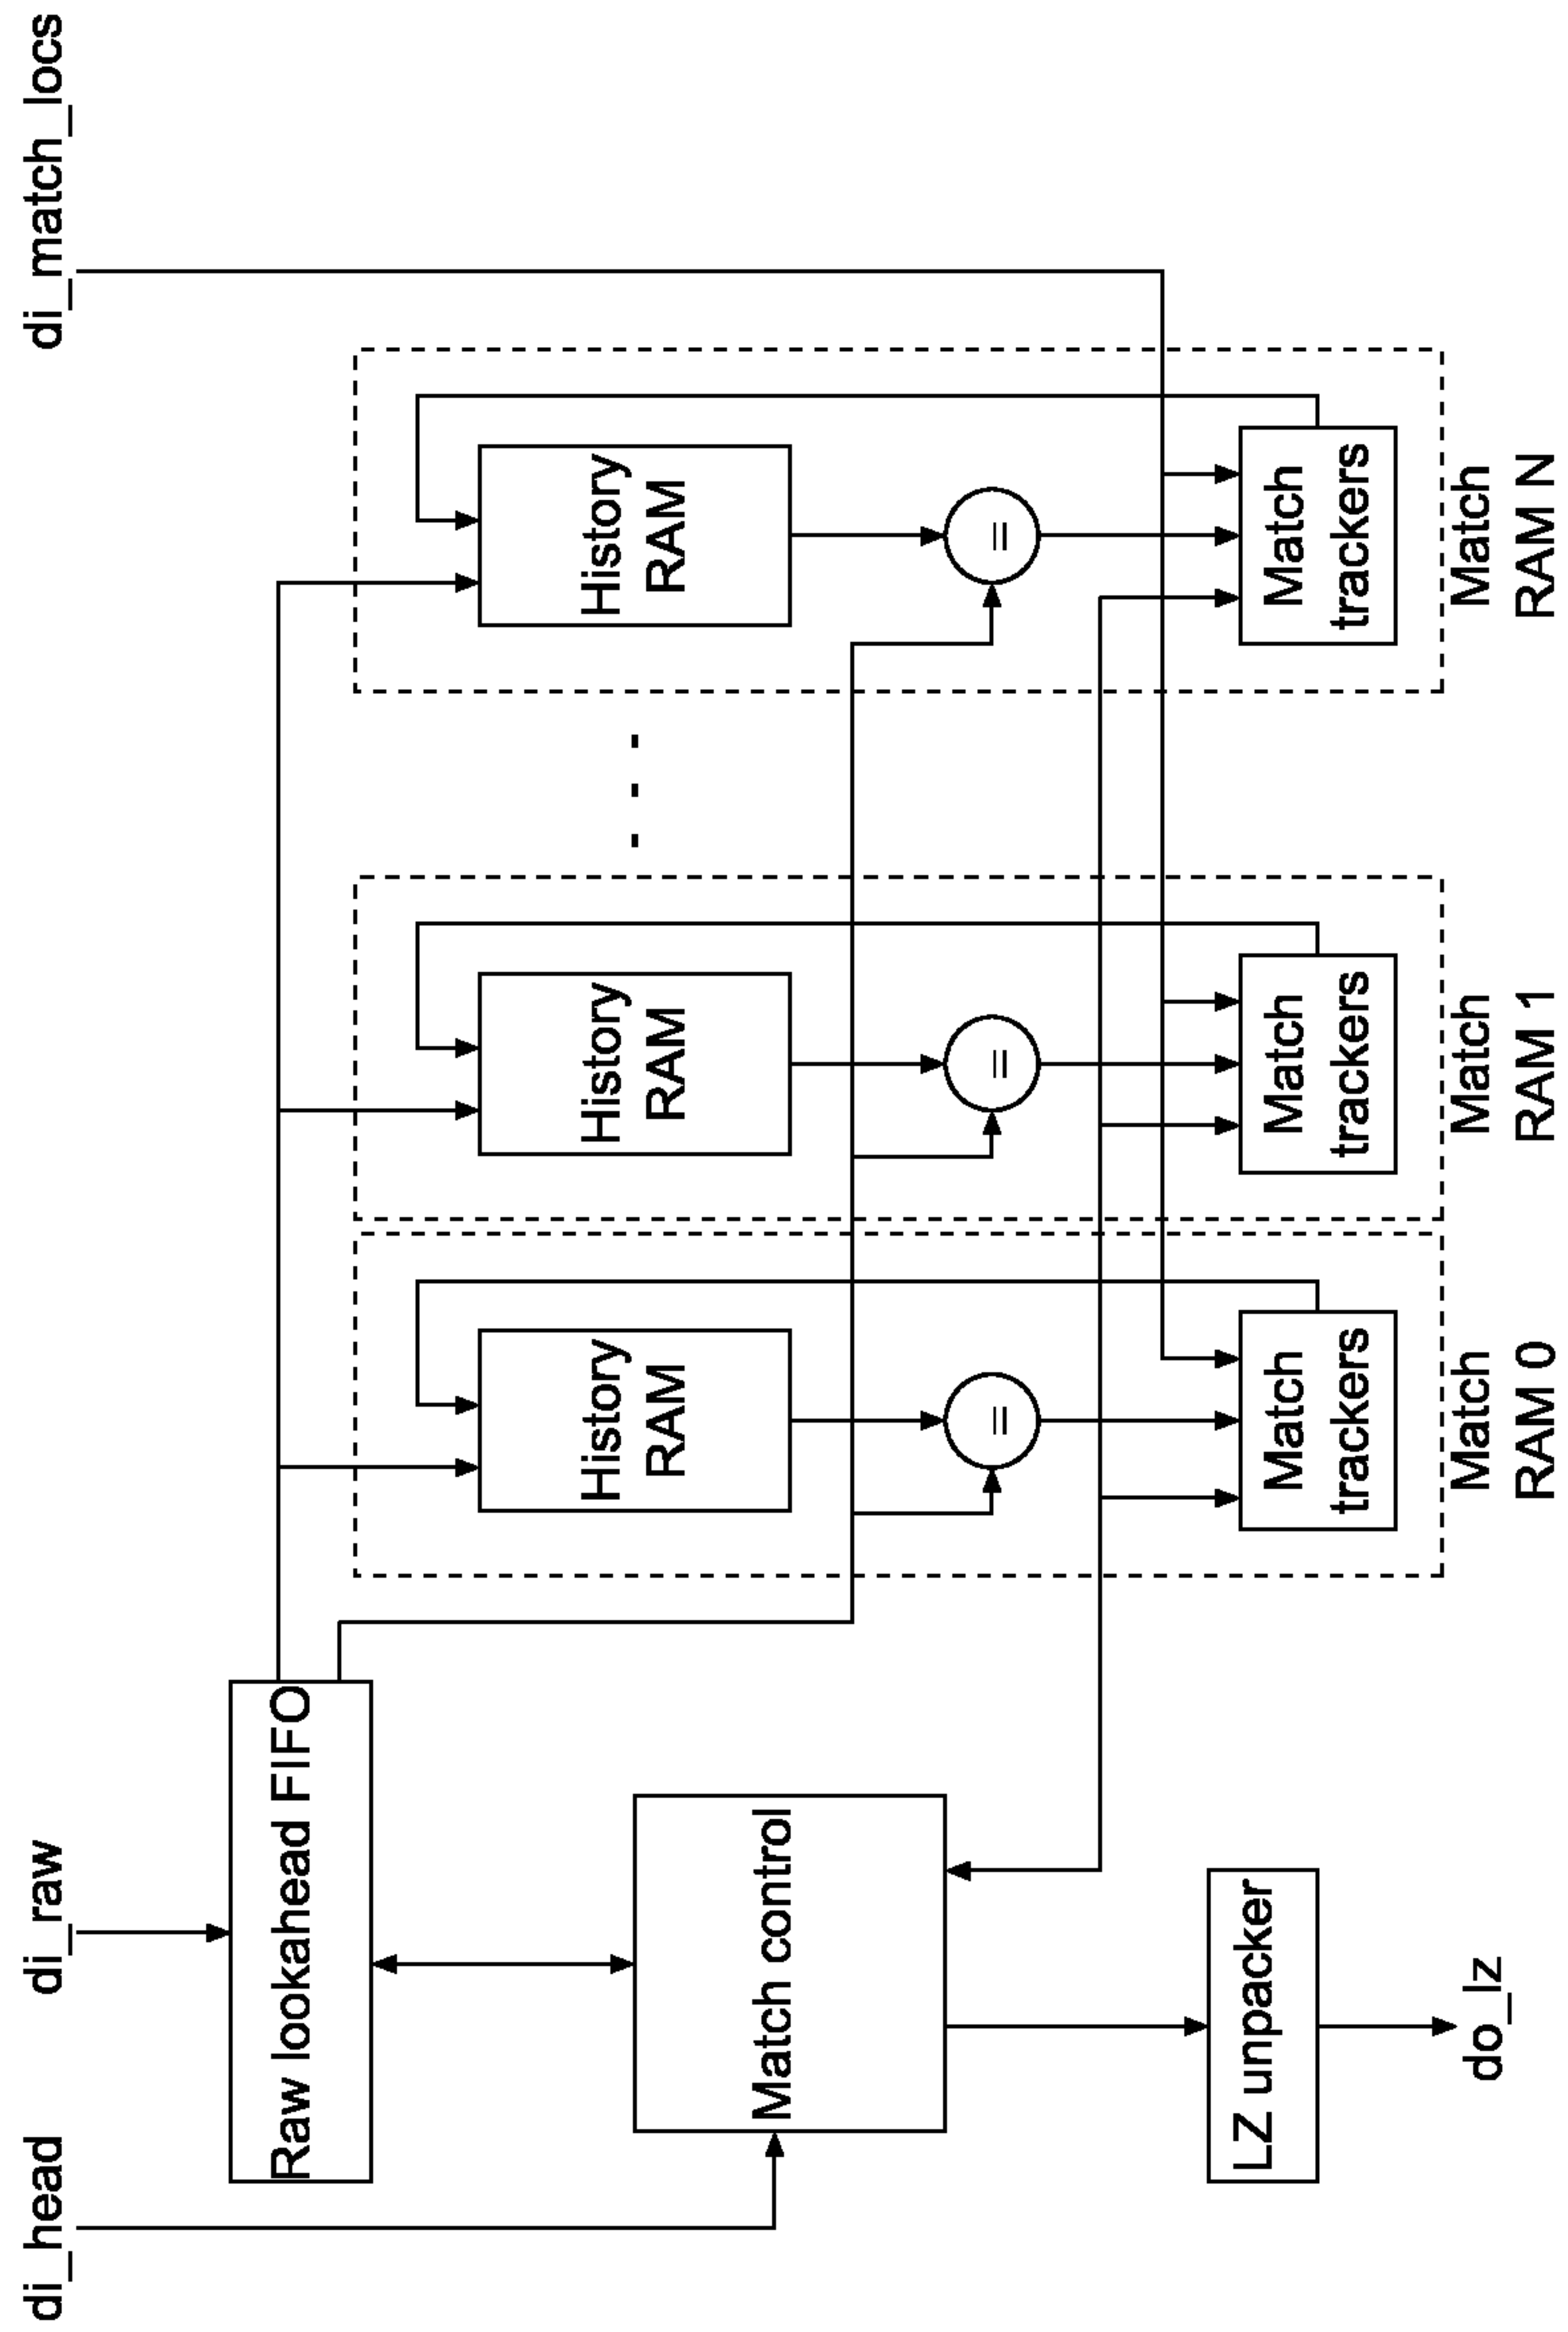 di_head
di_raw
di_match_locs
Raw lookahead FIFO
Match control
LZ unpacker
do_lz
History
RAM
=
Match
trackers
Match
RAM 0
History
RAM
=
Match
trackers
Match
RAM 1
. . .
History
RAM
=
Match
trackers
Match
RAM N